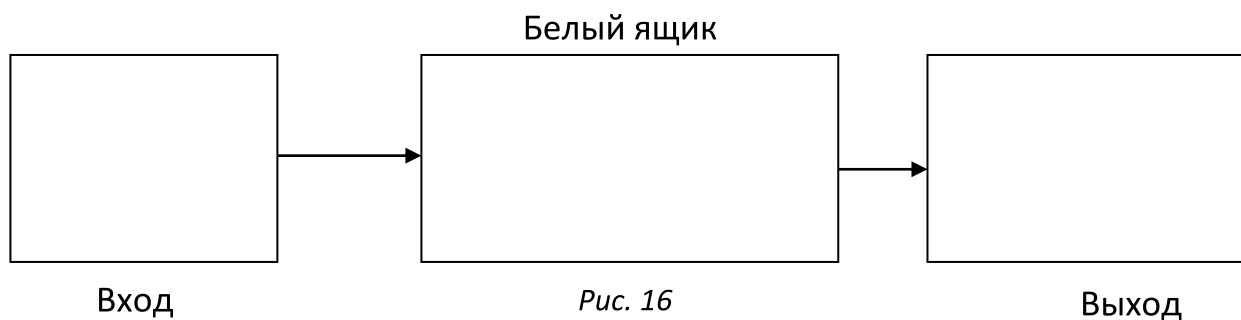 Белый ящик
Вход
Рис. 16
Выход